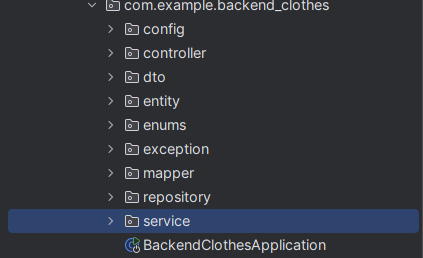 com.example.backend_clothes
config
controller
dto
entity
enums
exception
mapper
repository
service
BackendClothesApplication